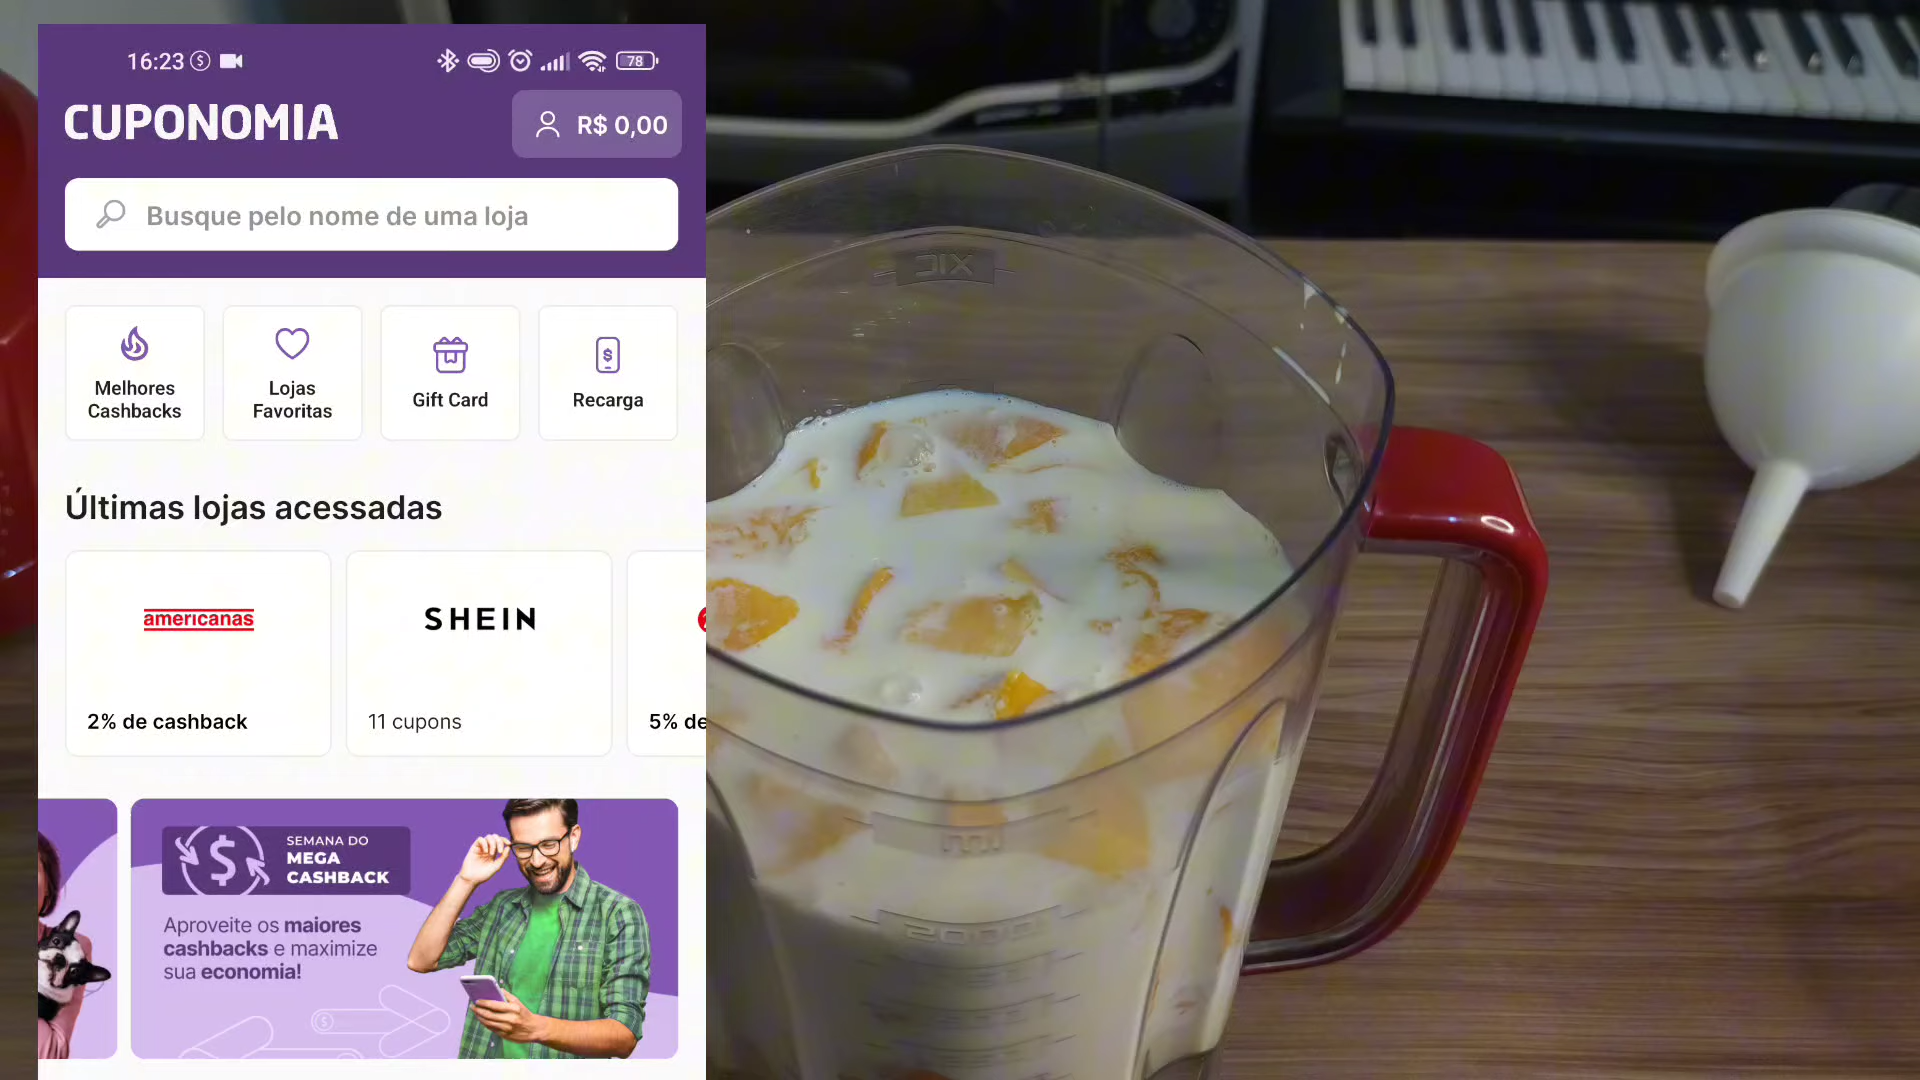 16:23
78
CUPONOMIA
R$ 0,00
Busque pelo nome de uma loja
Melhores
Cashbacks
Lojas
Favoritas
Gift Card
Recarga
Últimas lojas acessadas
americanas
SHEIN
2% de cashback
11 cupons
5% de
SEMANA DO
MEGA
CASHBACK
Aproveite os maiores
cashbacks e maximize
sua economia!
2000